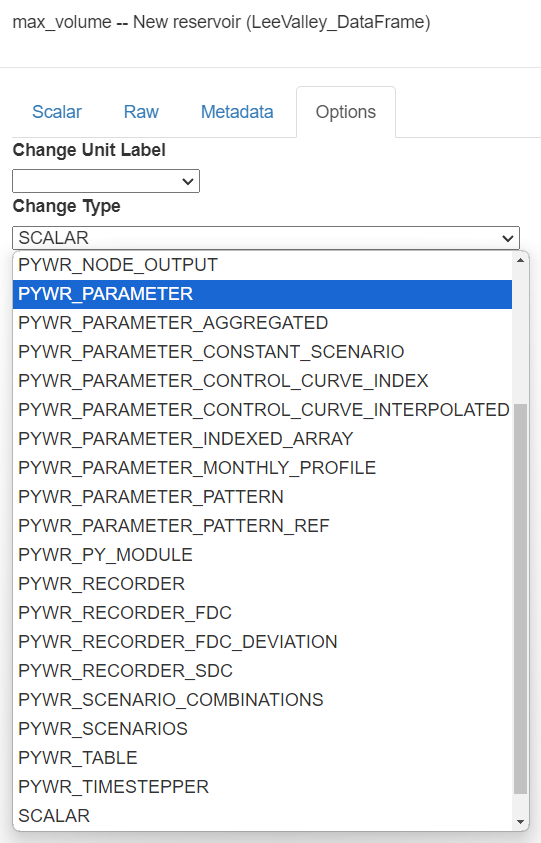 max_volume -- New reservoir (LeeValley_DataFrame)
Scalar Raw Metadata Options
Change Unit Label
Change Type
SCALAR
PYWR_NODE_OUTPUT
PYWR_PARAMETER
PYWR_PARAMETER_AGGREGATED
PYWR_PARAMETER_CONSTANT_SCENARIO
PYWR_PARAMETER_CONTROL_CURVE_INDEX
PYWR_PARAMETER_CONTROL_CURVE_INTERPOLATED
PYWR_PARAMETER_INDEXED_ARRAY
PYWR_PARAMETER_MONTHLY_PROFILE
PYWR_PARAMETER_PATTERN
PYWR_PARAMETER_PATTERN_REF
PYWR_PY_MODULE
PYWR_RECORDER
PYWR_RECORDER_FDC
PYWR_RECORDER_FDC_DEVIATION
PYWR_RECORDER_SDC
PYWR_SCENARIO_COMBINATIONS
PYWR_SCENARIOS
PYWR_TABLE
PYWR_TIMESTEPPER
SCALAR